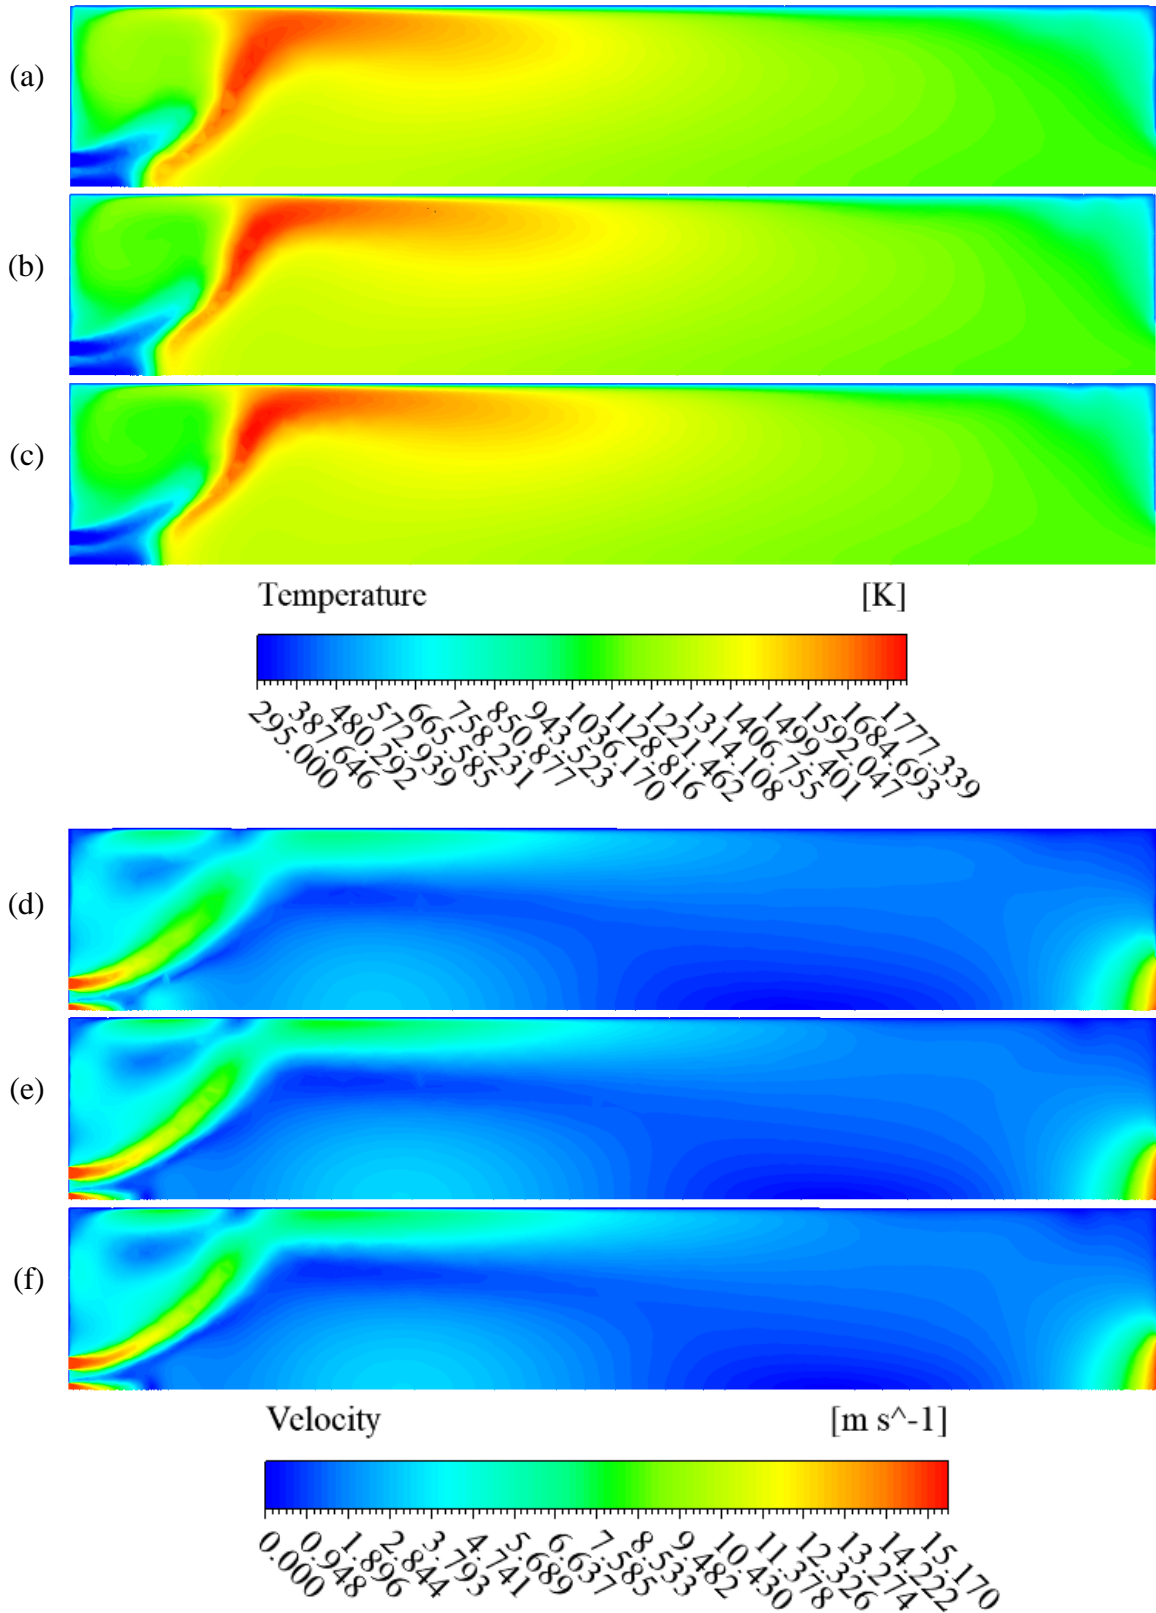 (a)
(b)
(c)
Temperature [K]
295.000 387.646 480.292 572.939 665.585 758.231 850.877 943.523 1036.170 1128.816 1221.462 1314.108 1406.755 1499.401 1592.047 1684.693 1777.339
(d)
(e)
(f)
Velocity [m s^-1]
0.000 0.948 1.896 2.844 3.793 4.741 5.689 6.637 7.585 8.533 9.482 10.430 11.378 12.326 13.274 14.222 15.170